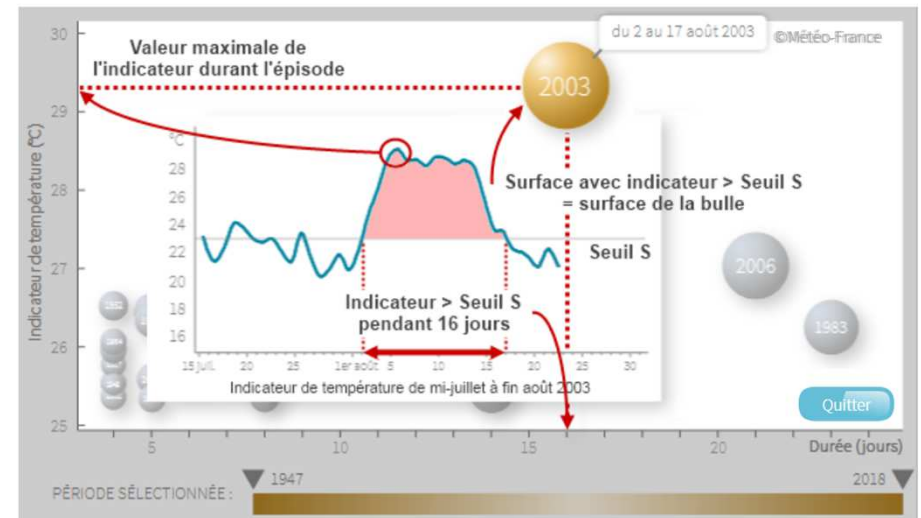 30
du 2 au 17 août 2003
©Météo-France
Valeur maximale de
l'indicateur durant l'épisode
2003
29
°C
28
26
24
22
20
18
16
Surface avec indicateur > Seuil S
= surface de la bulle
Seuil S
Indicateur de température (°C)
28
27
26
25
2006
1983
Indicateur > Seuil S
pendant 16 jours
15 juil. 20 25 1er août 5 10 15 20 25 30
Indicateur de température de mi-juillet à fin août 2003
Quitter
5 10 15 20 Durée (jours)
PÉRIODE SÉLECTIONNÉE :
1947
2018